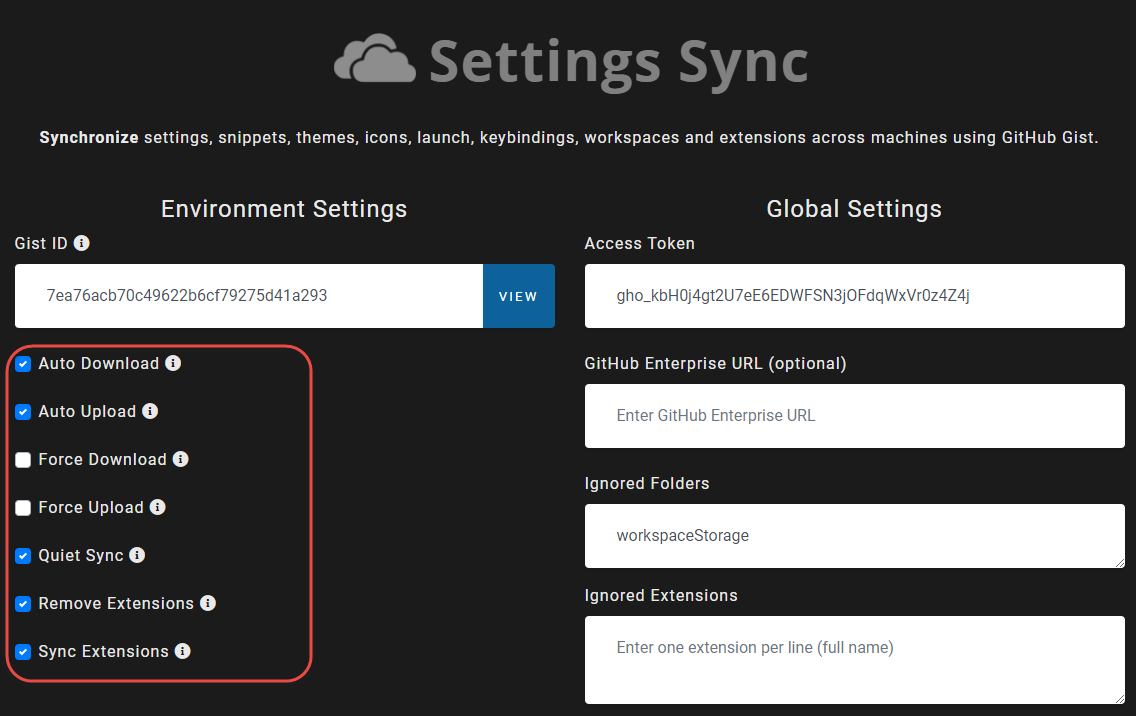 Settings Sync
Synchronize settings, snippets, themes, icons, launch, keybindings, workspaces and extensions across machines using GitHub Gist.
Environment Settings
Gist ID
7ea76acb70c49622b6cf79275d41a293
VIEW
Auto Download
Auto Upload
Force Download
Force Upload
Quiet Sync
Remove Extensions
Sync Extensions
Global Settings
Access Token
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
GitHub Enterprise URL (optional)
Enter GitHub Enterprise URL
Ignored Folders
workspaceStorage
Ignored Extensions
Enter one extension per line (full name)